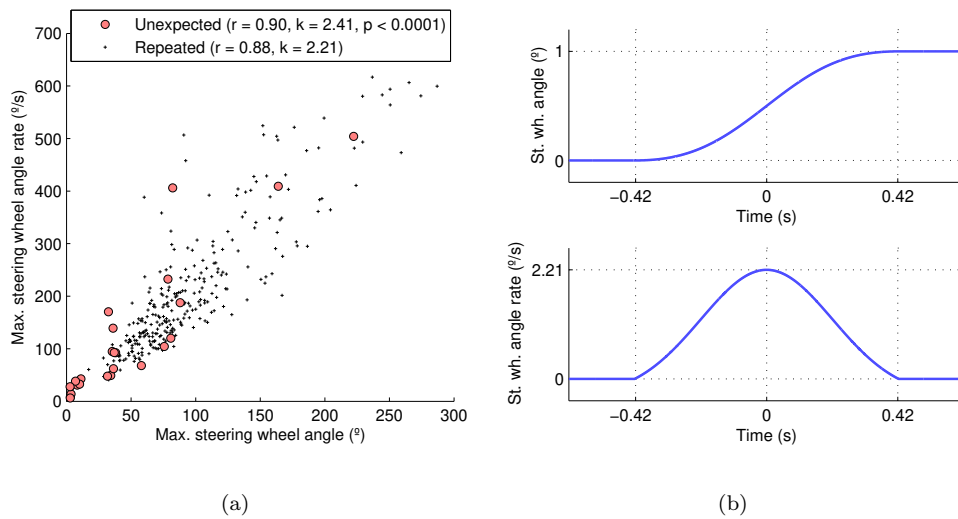 Unexpected (r = 0.90, k = 2.41, p < 0.0001)
Repeated (r = 0.88, k = 2.21)
Max. steering wheel angle rate (º/s)
700
600
500
400
300
200
100
0
0 50 100 150 200 250 300
Max. steering wheel angle (º)
(a)
St. wh. angle (º)
1
0
−0.42 0 0.42
Time (s)
St. wh. angle rate (º/s)
2.21
0
−0.42 0 0.42
Time (s)
(b)